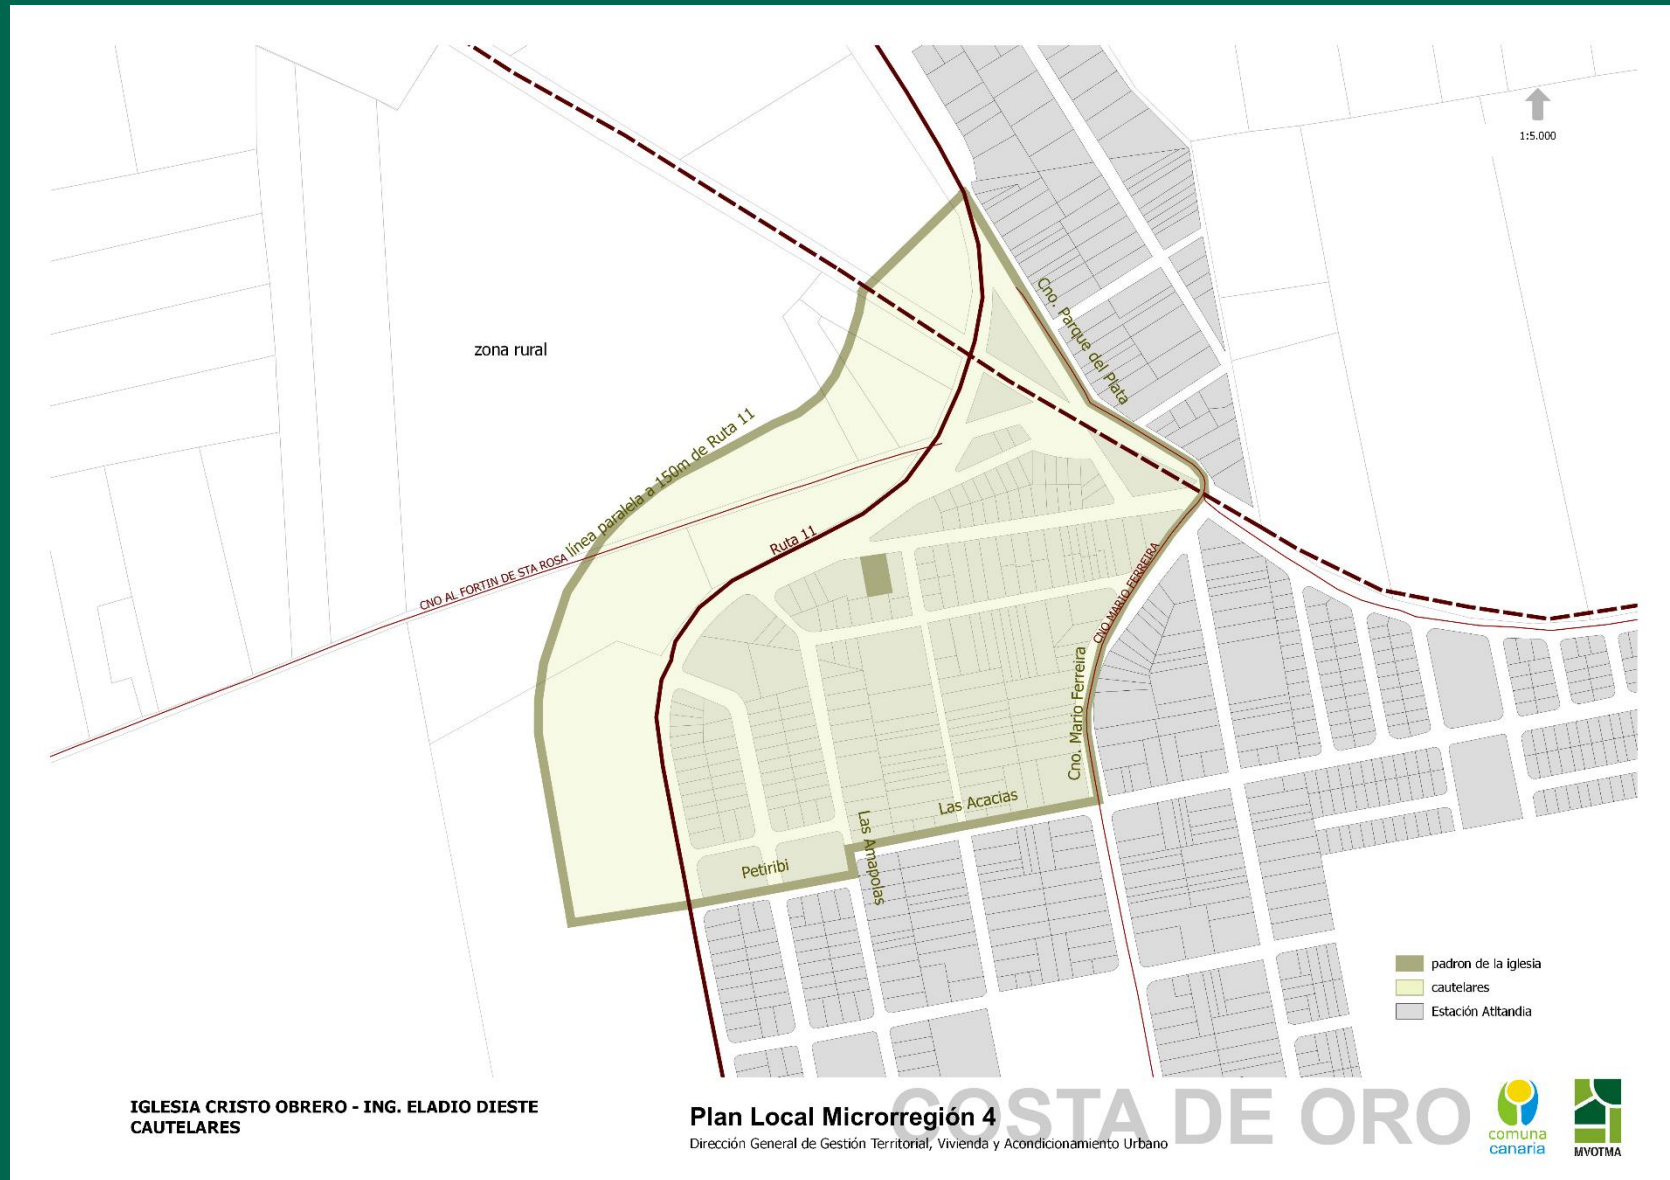 1:5.000
zona rural
Cno. Parque del Plata
línea paralela a 150m de Ruta 11
Ruta 11
CNO AL FORTIN DE STA ROSA
CNO MARIO FERREIRA
Cno. Mario Ferreira
Las Acacias
Las Amapolas
Petiribi
padron de la iglesia
cautelares
Estación Atltandia
IGLESIA CRISTO OBRERO - ING. ELADIO DIESTE
CAUTELARES
COSTA DE ORO
Plan Local Microrregión 4
Dirección General de Gestión Territorial, Vivienda y Acondicionamiento Urbano
comuna
canaria
MVOTMA